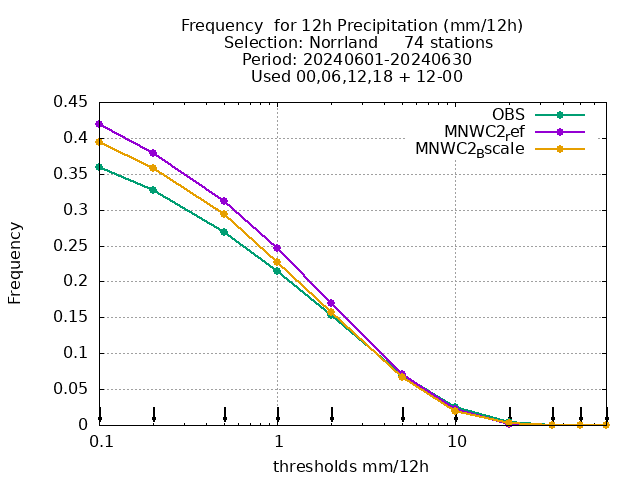 Frequency  for 12h Precipitation (mm/12h)
Selection: Norrland     74 stations
Period: 20240601-20240630
Used 00,06,12,18 + 12-00
OBS
MNWC2ref
MNWC2Bscale
0.45
0.4
0.35
0.3
0.25
0.2
0.15
0.1
0.05
0
Frequency
0.1 1 10
thresholds mm/12h